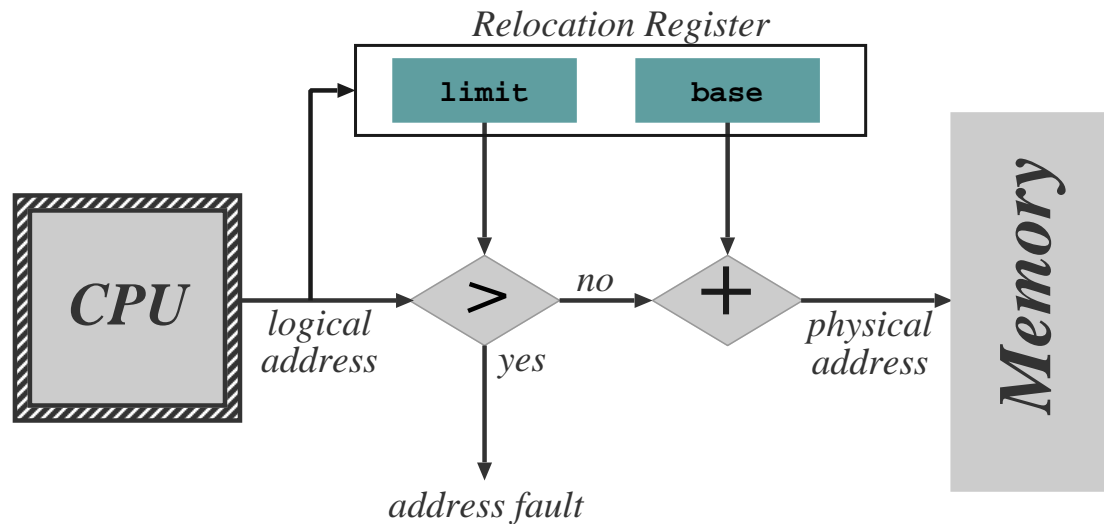 Relocation Register
limit
base
CPU
logical
address
>
no
+
yes
physical
address
Memory
address fault